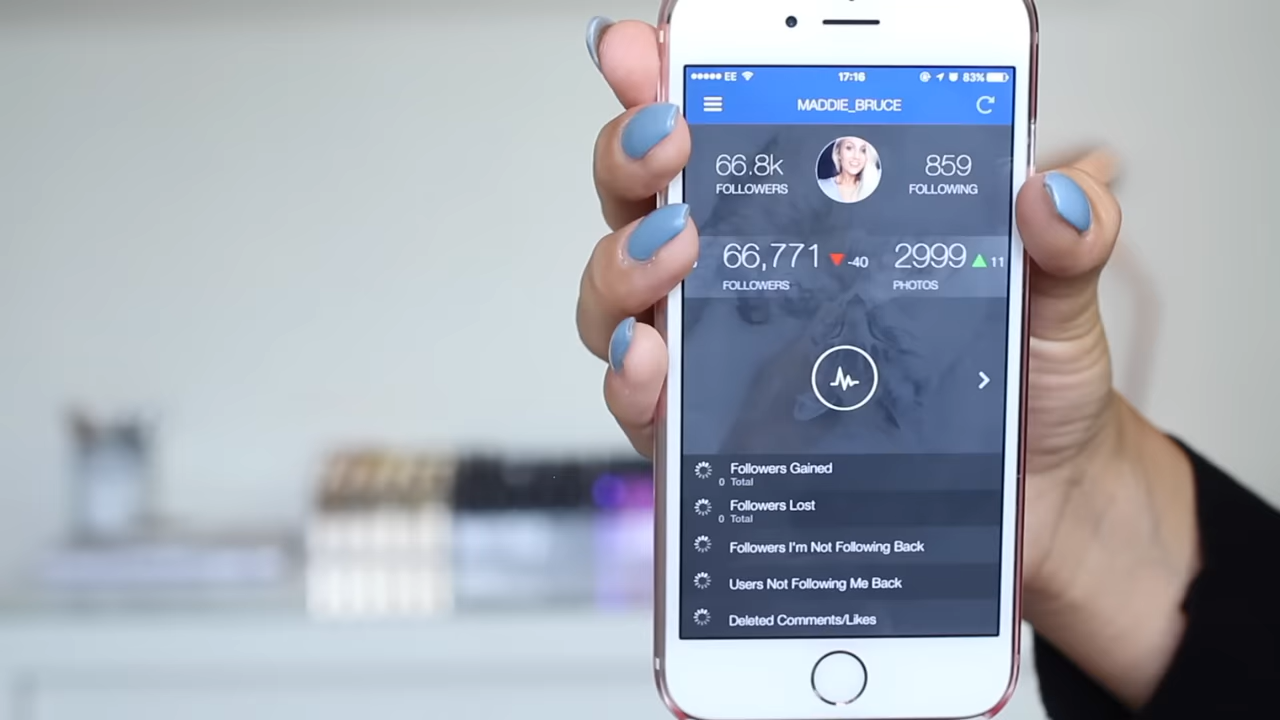 EE 17:16 83%
MADDIE_BRUCE
66.8k 859
FOLLOWERS FOLLOWING
66,771 -40 2999 11
FOLLOWERS PHOTOS
Followers Gained
0 Total
Followers Lost
0 Total
Followers I'm Not Following Back
Users Not Following Me Back
Deleted Comments/Likes